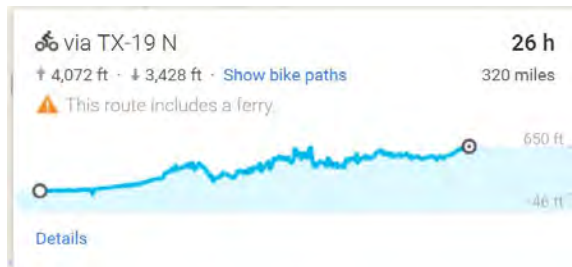 via TX-19 N 26 h
↑ 4,072 ft · ↓ 3,428 ft · Show bike paths 320 miles
This route includes a ferry.
650 ft
-46 ft
Details